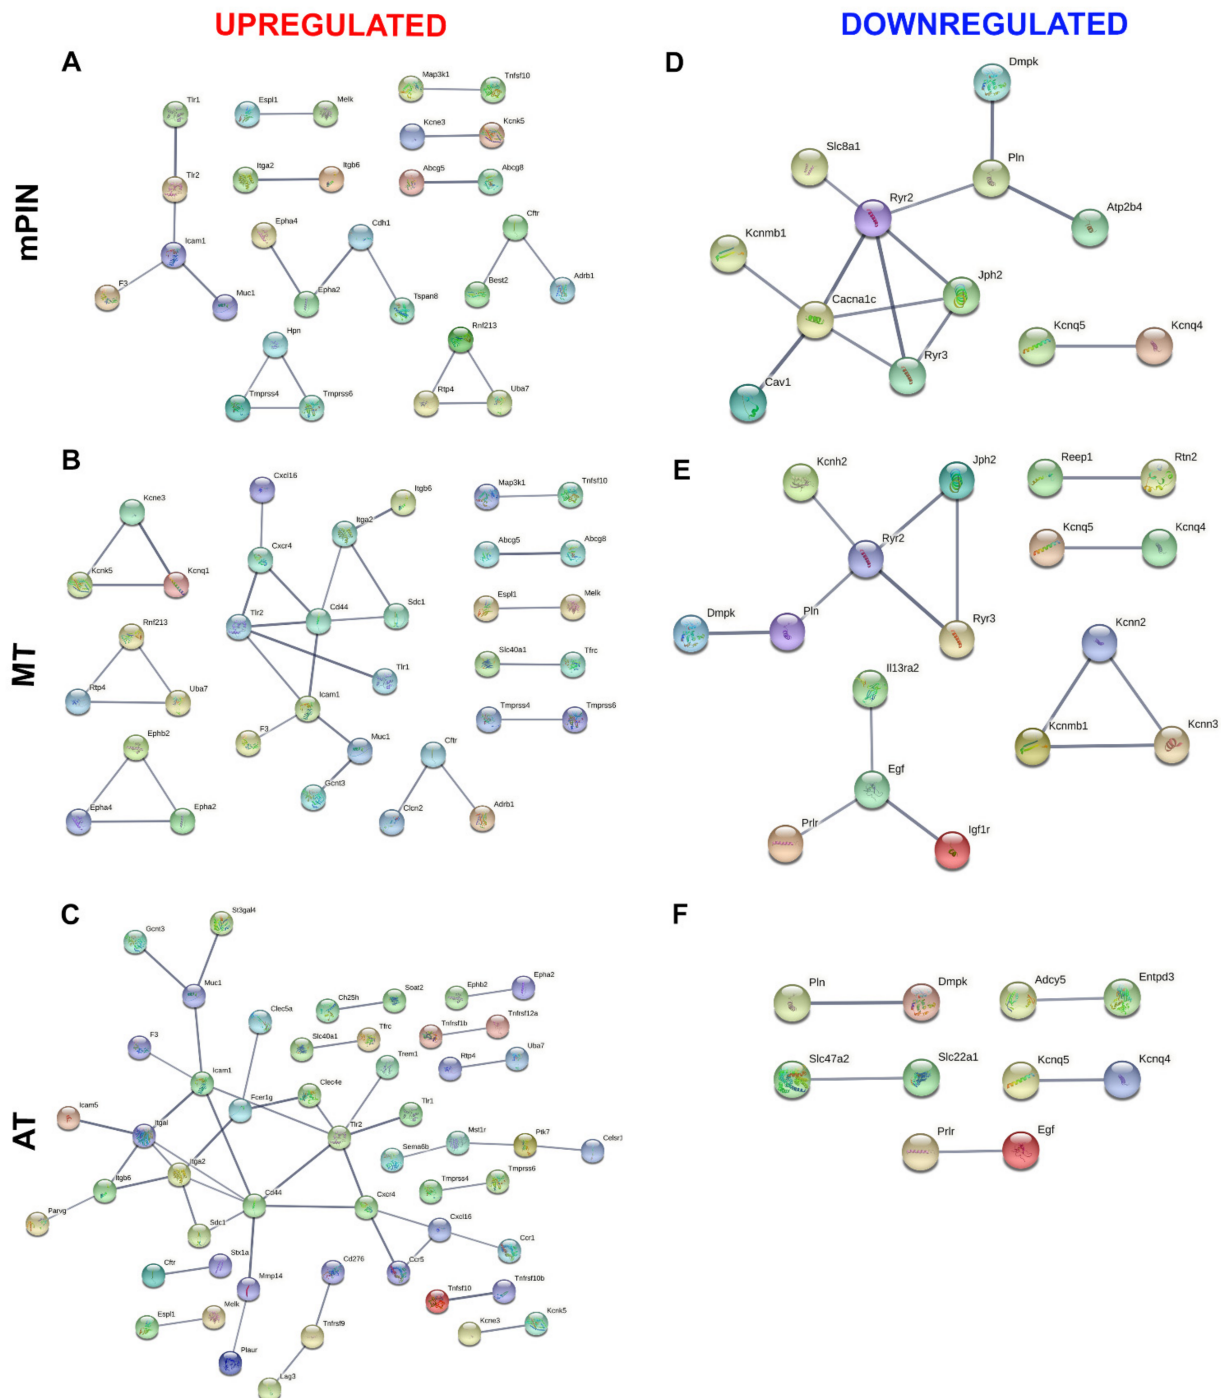 UPREGULATED
DOWNREGULATED
mPIN
A
Tlr1
Espl1
Melk
Map3k1
Tnfsf10
Kcne3
Kcnk5
Tlr2
Itga2
Itgb6
Abcg5
Abcg8
Icam1
F3
Muc1
Epha4
Cdh1
Epha2
Tspan8
Cftr
Best2
Adrb1
Hpn
Tmprss4
Tmprss6
Rnf213
Rtp4
Uba7
D
Dmpk
Slc8a1
Pln
Ryr2
Atp2b4
Kcnmb1
Jph2
Cacna1c
Ryr3
Cav1
Kcnq5
Kcnq4
MT
B
Cxcl16
Itgb6
Map3k1
Tnfsf10
Kcne3
Itga2
Cxcr4
Abcg5
Abcg8
Kcnk5
Kcnq1
Tlr2
Cd44
Sdc1
Espl1
Melk
Rnf213
Slc40a1
Tfrc
Tlr1
Rtp4
Uba7
Icam1
Tmprss4
Tmprss6
F3
Muc1
Ephb2
Cftr
Gcnt3
Epha4
Epha2
Clcn2
Adrb1
E
Kcnh2
Jph2
Reep1
Rtn2
Ryr2
Kcnq5
Kcnq4
Dmpk
Pln
Ryr3
Kcnn2
Il13ra2
Kcnmb1
Kcnn3
Egf
Prlr
Igf1r
AT
C
St3gal4
Gcnt3
Muc1
Clec5a
Ch25h
Soat2
Ephb2
Epha2
F3
Slc40a1
Tfrc
Tnfrsf1b
Tnfrsf12a
Icam1
Trem1
Rtp4
Uba7
Fcer1g
Clec4e
Icam5
Itgal
Tlr2
Tlr1
Sema6b
Mst1r
Ptk7
Celsr1
Itga2
Itgb6
Tmprss4
Tmprss6
Cd44
Cxcr4
Parvg
Sdc1
Cxcl16
Ccr1
Ccr5
Cftr
Stx1a
Mmp14
Cd276
Tnfsf10
Tnfrsf10b
Espl1
Melk
Tnfrsf9
Kcne3
Kcnk5
Plaur
Lag3
F
Pln
Dmpk
Adcy5
Entpd3
Slc47a2
Slc22a1
Kcnq5
Kcnq4
Prlr
Egf